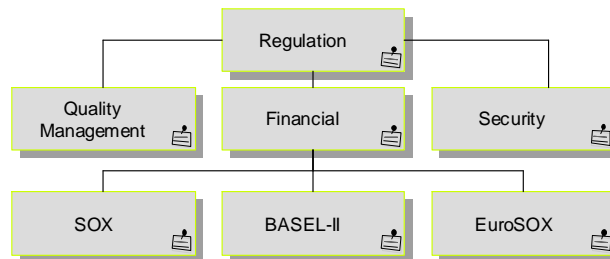 Regulation
Quality
Management
Financial
Security
SOX
BASEL-II
EuroSOX